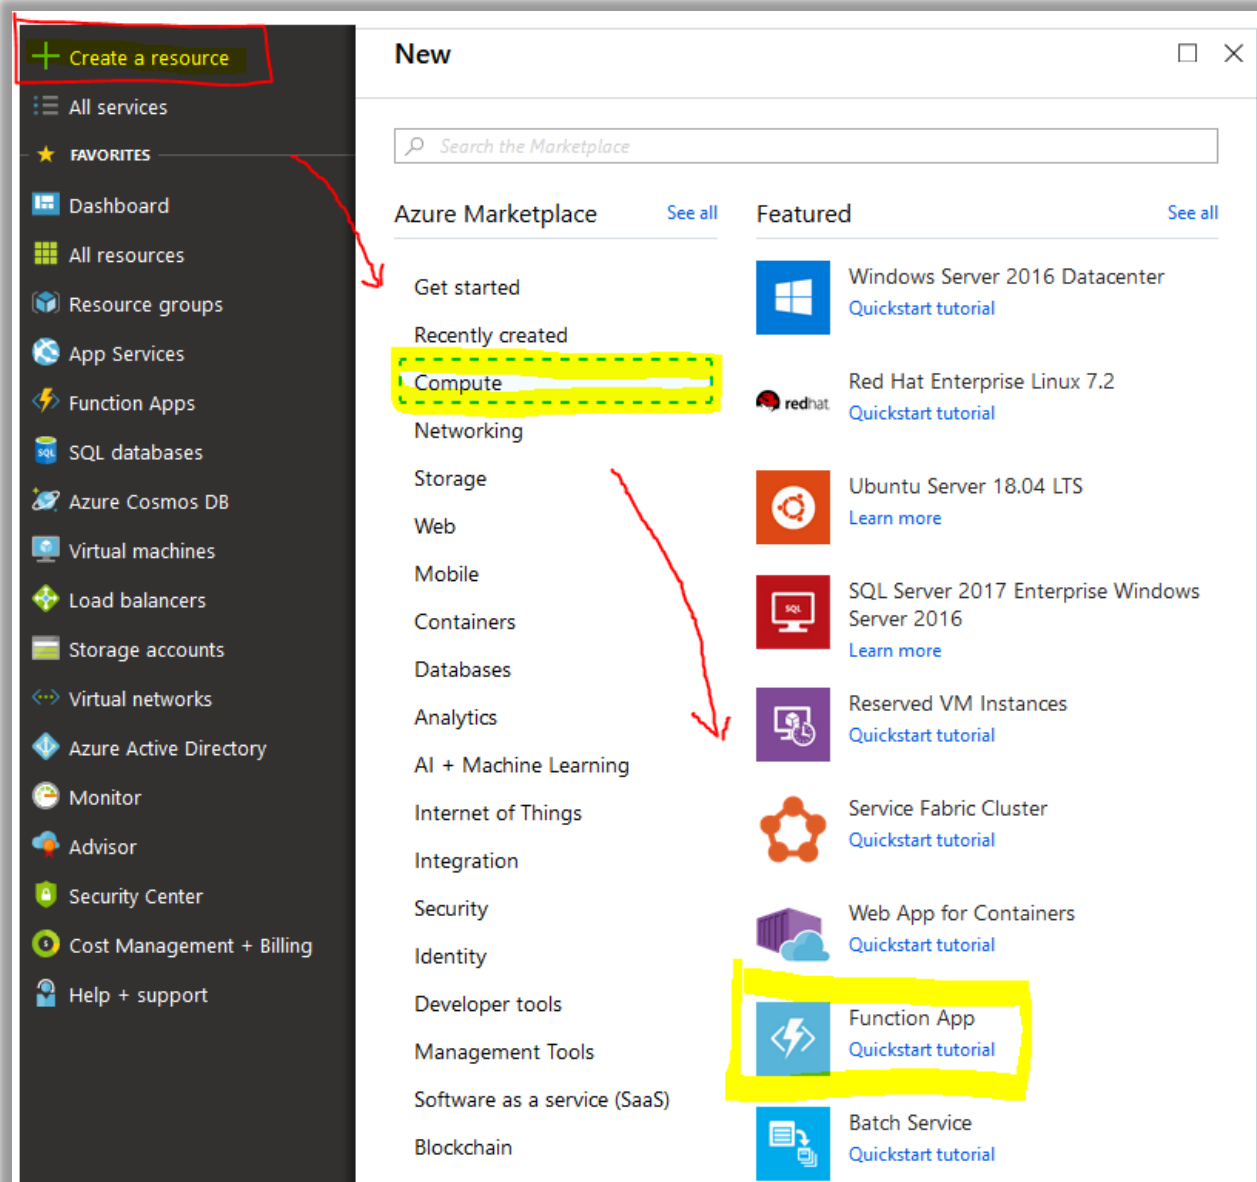 Create a resource
All services
FAVORITES
Dashboard
All resources
Resource groups
App Services
Function Apps
SQL databases
Azure Cosmos DB
Virtual machines
Load balancers
Storage accounts
Virtual networks
Azure Active Directory
Monitor
Advisor
Security Center
Cost Management + Billing
Help + support
New
Search the Marketplace
Azure Marketplace See all
Get started
Recently created
Compute
Networking
Storage
Web
Mobile
Containers
Databases
Analytics
AI + Machine Learning
Internet of Things
Integration
Security
Identity
Developer tools
Management Tools
Software as a service (SaaS)
Blockchain
Featured See all
Windows Server 2016 Datacenter
Quickstart tutorial
redhat
Red Hat Enterprise Linux 7.2
Quickstart tutorial
Ubuntu Server 18.04 LTS
Learn more
SQL
SQL Server 2017 Enterprise Windows
Server 2016
Learn more
Reserved VM Instances
Quickstart tutorial
Service Fabric Cluster
Quickstart tutorial
Web App for Containers
Quickstart tutorial
Function App
Quickstart tutorial
Batch Service
Quickstart tutorial